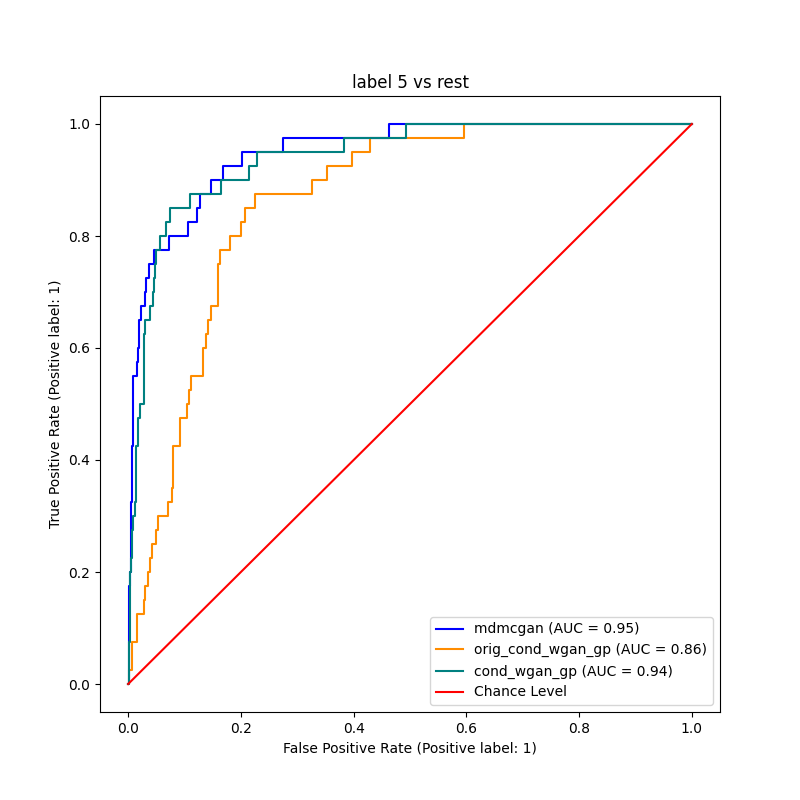 label 5 vs rest
True Positive Rate (Positive label: 1)
1.0
0.8
0.6
0.4
0.2
0.0
mdmcgan (AUC = 0.95)
orig_cond_wgan_gp (AUC = 0.86)
cond_wgan_gp (AUC = 0.94)
Chance Level
0.0 0.2 0.4 0.6 0.8 1.0
False Positive Rate (Positive label: 1)